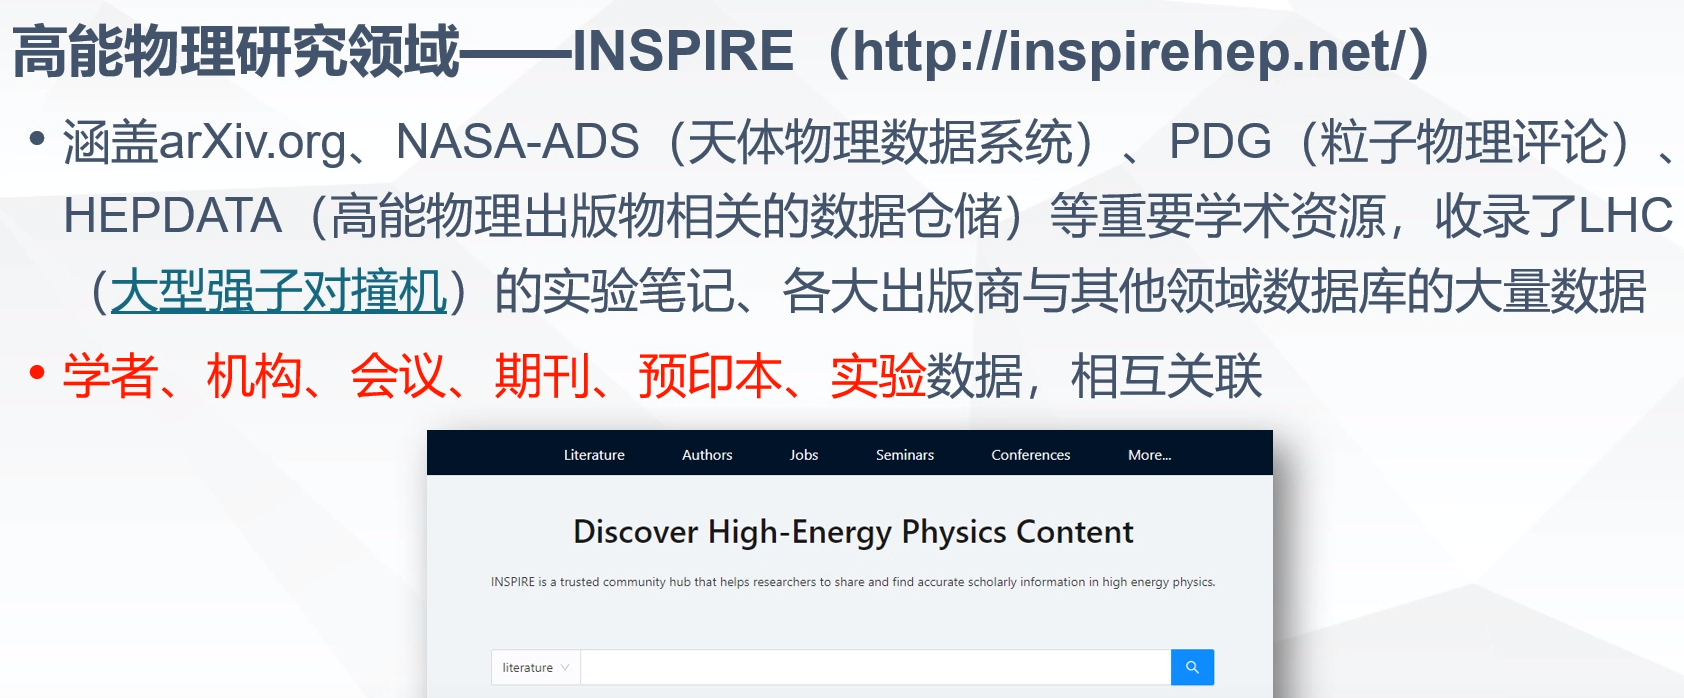 高能物理研究领域——INSPIRE（http://inspirehep.net/）
• 涵盖arXiv.org、NASA-ADS（天体物理数据系统）、PDG（粒子物理评论）、
HEPDATA（高能物理出版物相关的数据仓储）等重要学术资源，收录了LHC
（大型强子对撞机）的实验笔记、各大出版商与其他领域数据库的大量数据
• 学者、机构、会议、期刊、预印本、实验数据，相互关联
Literature Authors Jobs Seminars Conferences More...
Discover High-Energy Physics Content
INSPIRE is a trusted community hub that helps researchers to share and find accurate scholarly information in high energy physics.
literature